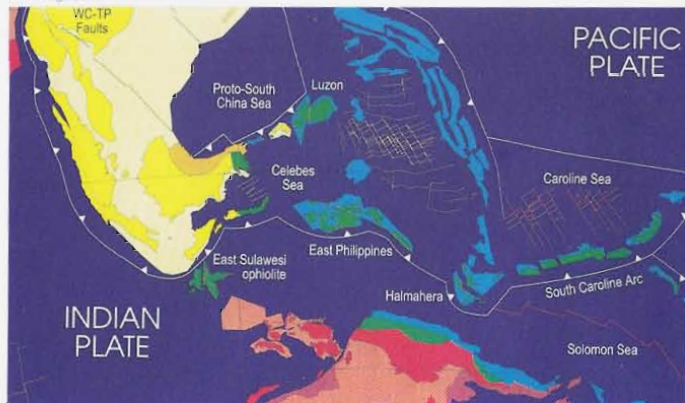 WC-TP
Faults
PACIFIC
PLATE
Proto-South
China Sea
Luzon
Celebes
Sea
Caroline Sea
East Philippines
East Sulawesi
ophiolite
Halmahera
South Caroline Arc
INDIAN
PLATE
Solomon Sea